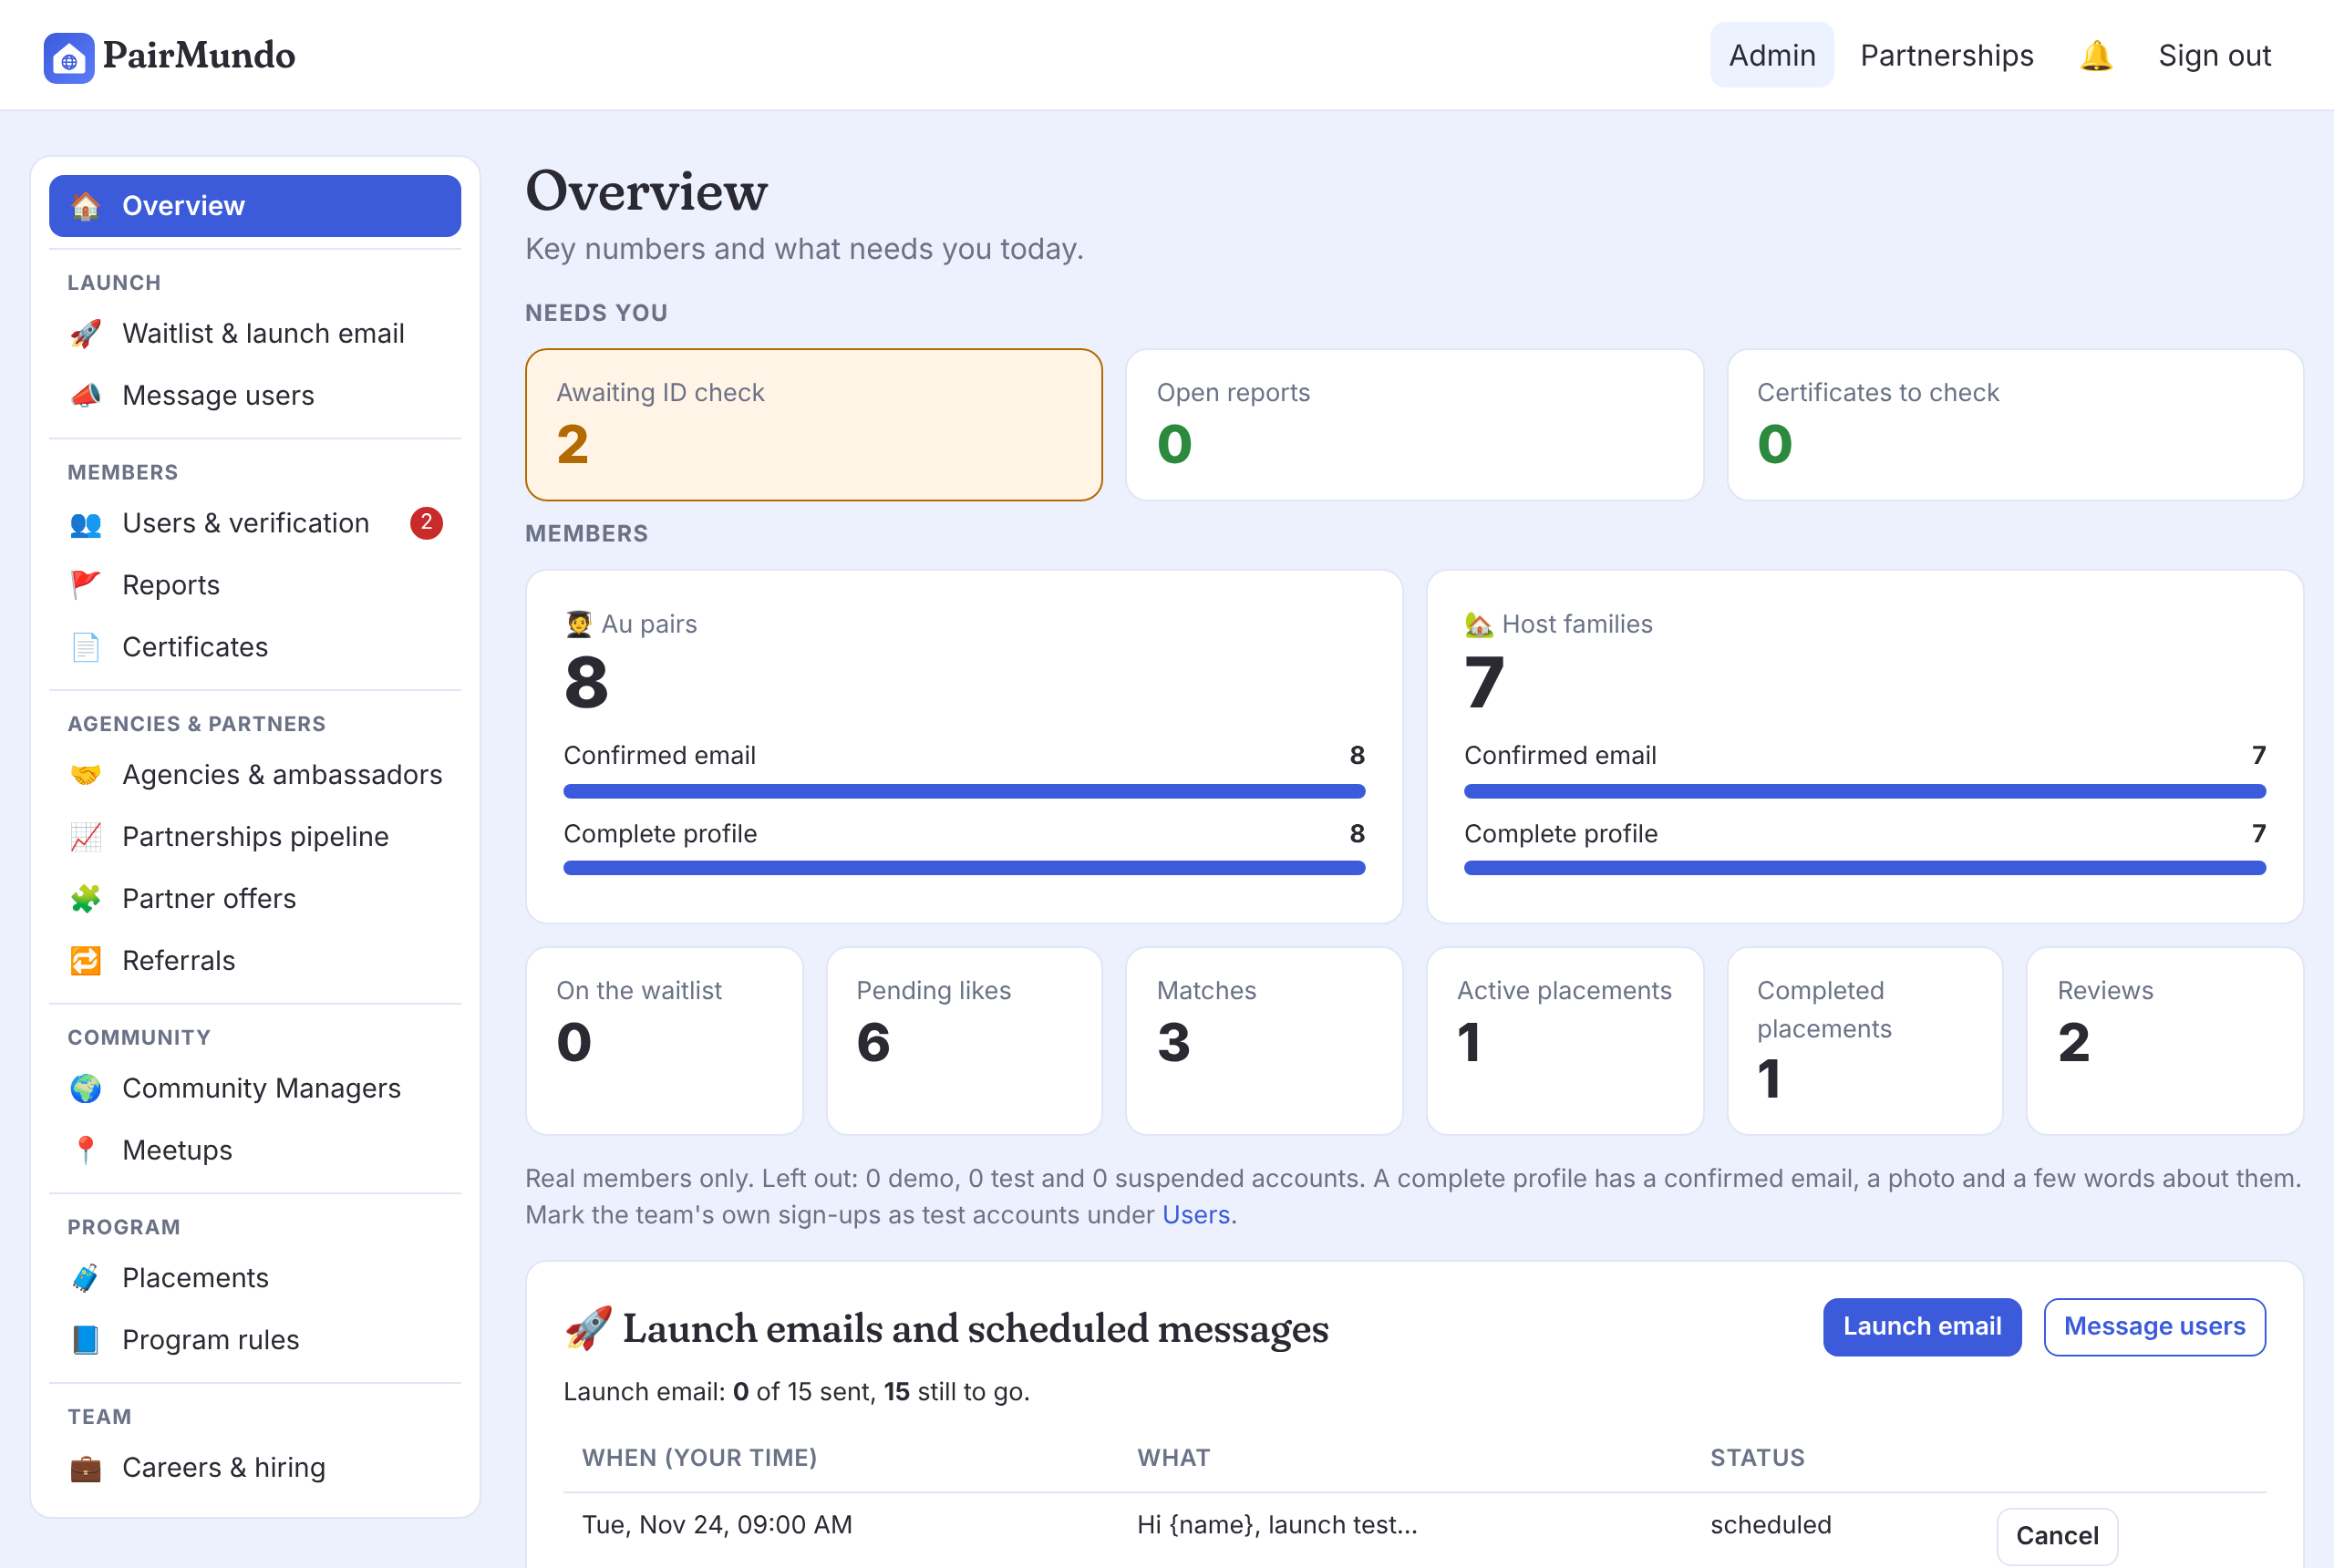 PairMundo
Admin
Partnerships
Sign out
Overview
LAUNCH
Waitlist & launch email
Message users
MEMBERS
Users & verification
2
Reports
Certificates
AGENCIES & PARTNERS
Agencies & ambassadors
Partnerships pipeline
Partner offers
Referrals
COMMUNITY
Community Managers
Meetups
PROGRAM
Placements
Program rules
TEAM
Careers & hiring
Overview
Key numbers and what needs you today.
NEEDS YOU
Awaiting ID check
2
Open reports
0
Certificates to check
0
MEMBERS
Au pairs
8
Confirmed email 8
Complete profile 8
Host families
7
Confirmed email 7
Complete profile 7
On the waitlist
0
Pending likes
6
Matches
3
Active placements
1
Completed
placements
1
Reviews
2
Real members only. Left out: 0 demo, 0 test and 0 suspended accounts. A complete profile has a confirmed email, a photo and a few words about them.
Mark the team's own sign-ups as test accounts under Users.
Launch emails and scheduled messages
Launch email
Message users
Launch email: 0 of 15 sent, 15 still to go.
WHEN (YOUR TIME) WHAT STATUS
Tue, Nov 24, 09:00 AM Hi {name}, launch test... scheduled Cancel